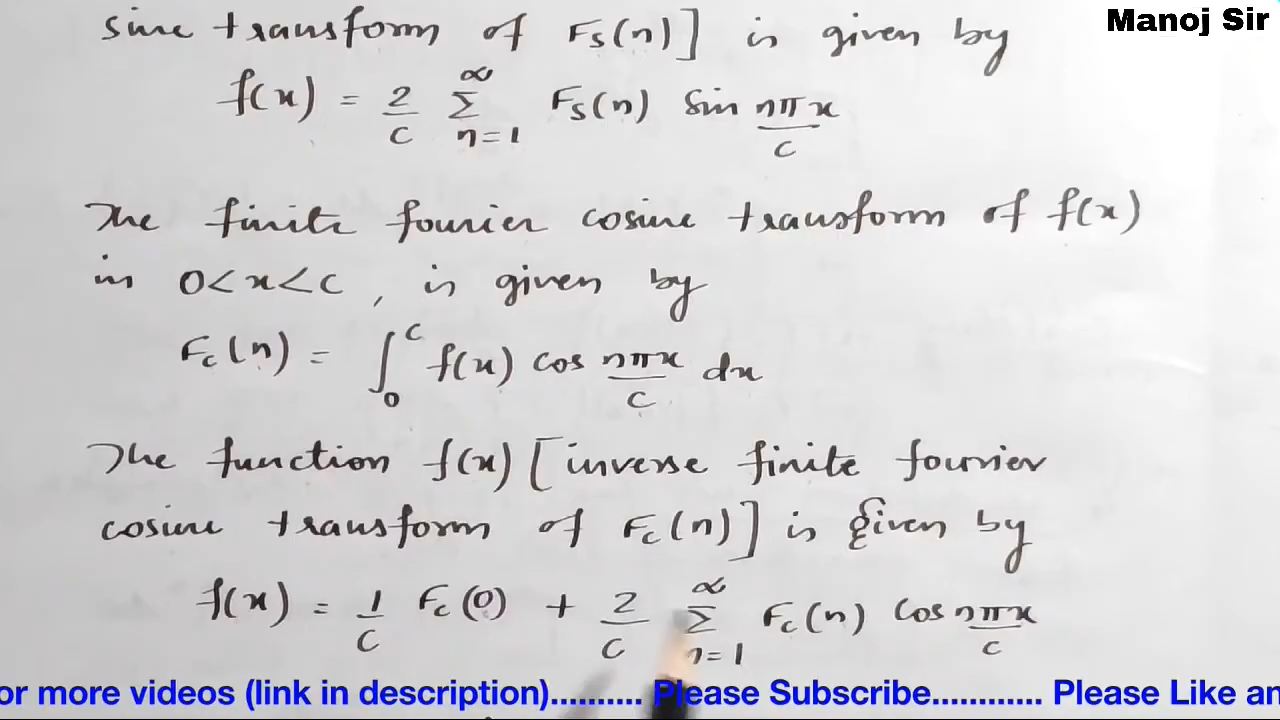 Manoj Sir
sine transform of Fs(n)] is given by
f(x) = 2/c ∑_{n=1}^{∞} Fs(n) sin nπx/c
The finite fourier cosine transform of f(x)
in 0<x<c, is given by
Fc(n) = ∫_0^c f(x) cos nπx/c dx
The function f(x) [inverse finite fourier
cosine transform of Fc(n)] is given by
f(x) = 1/c Fc(0) + 2/c ∑_{n=1}^{∞} Fc(n) cos nπx/c
or more videos (link in description).......... Please Subscribe............ Please Like an